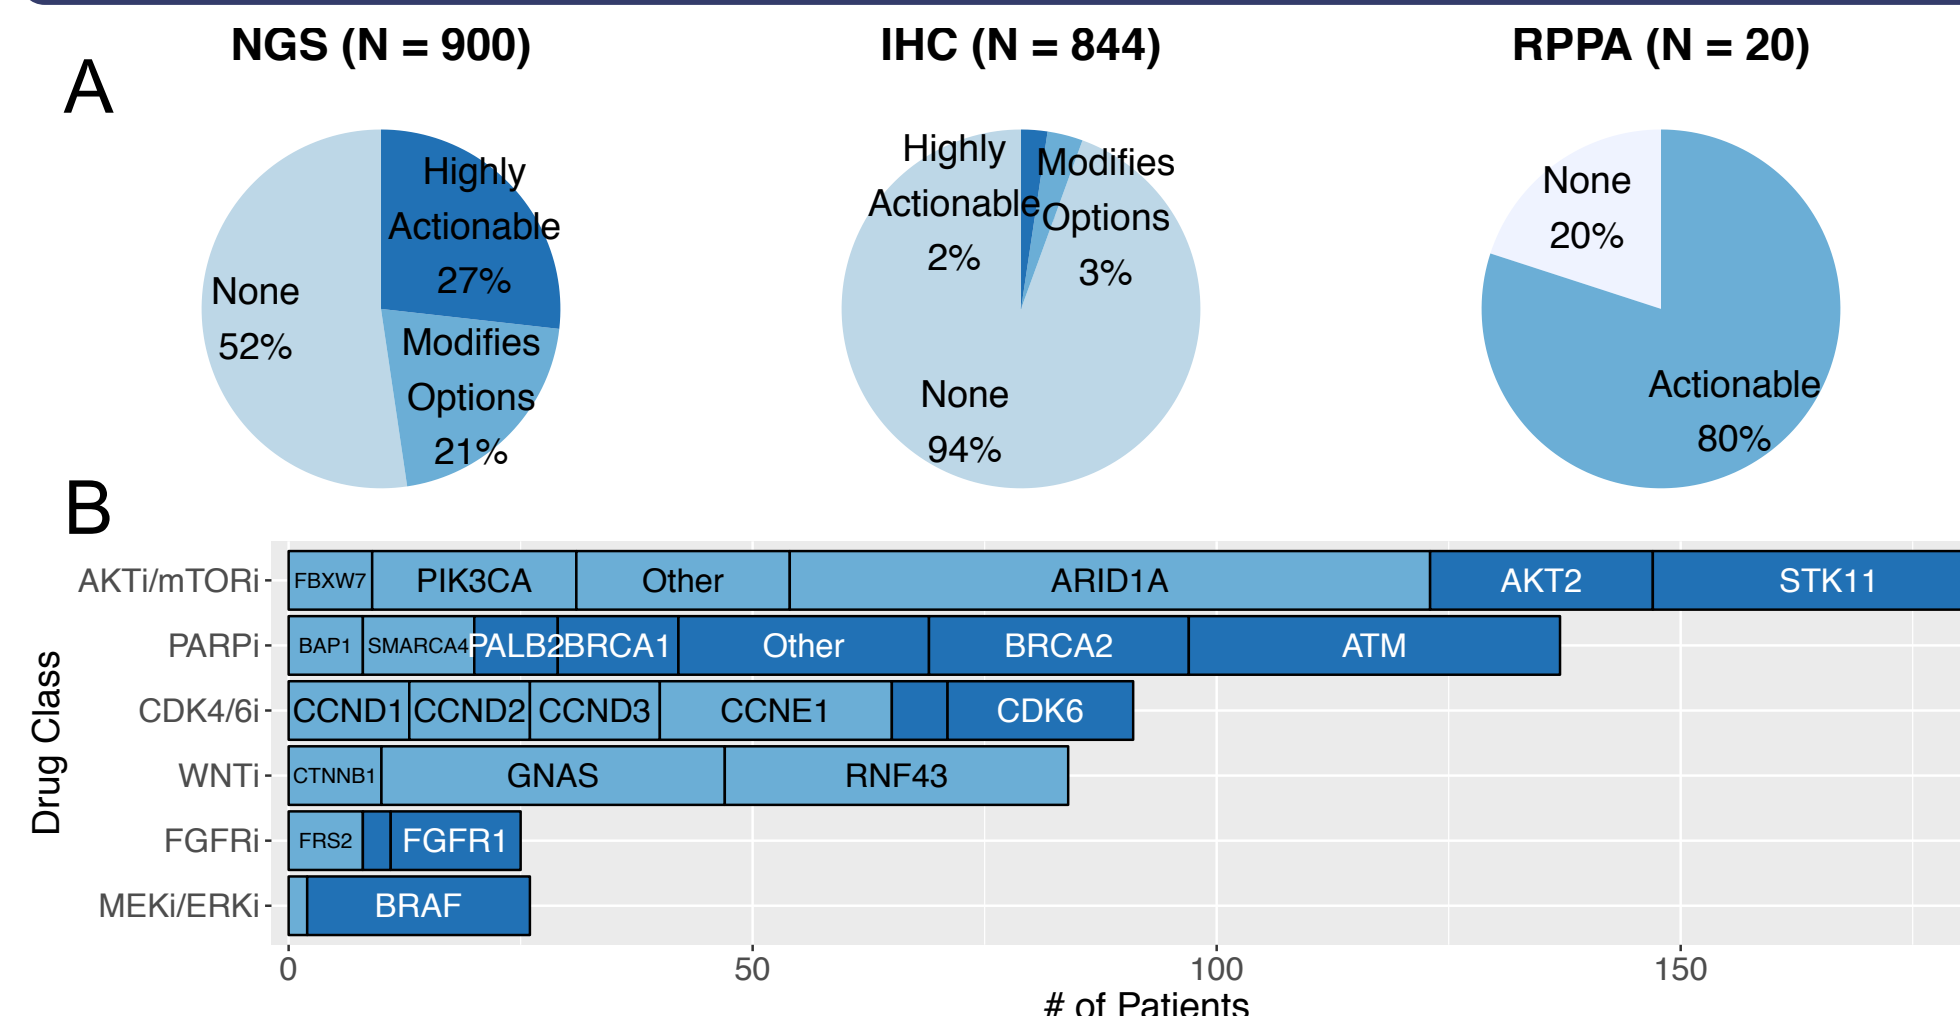 NGS (N = 900)
IHC (N = 844)
RPPA (N = 20)
A
Highly
Actionable
27%
Modifies
Options
21%
None
52%
Highly
Actionable
2%
Modifies
Options
3%
None
94%
None
20%
Actionable
80%
B
Drug Class
AKTi/mTORi
FBXW7 PIK3CA Other ARID1A AKT2 STK11
PARPi
BAP1 SMARCA4 PALB2 BRCA1 Other BRCA2 ATM
CDK4/6i
CCND1 CCND2 CCND3 CCNE1 CDK6
WNTi
CTNNB1 GNAS RNF43
FGFRi
FRS2 FGFR1
MEKi/ERKi
BRAF
0 50 100 150
# of Patients